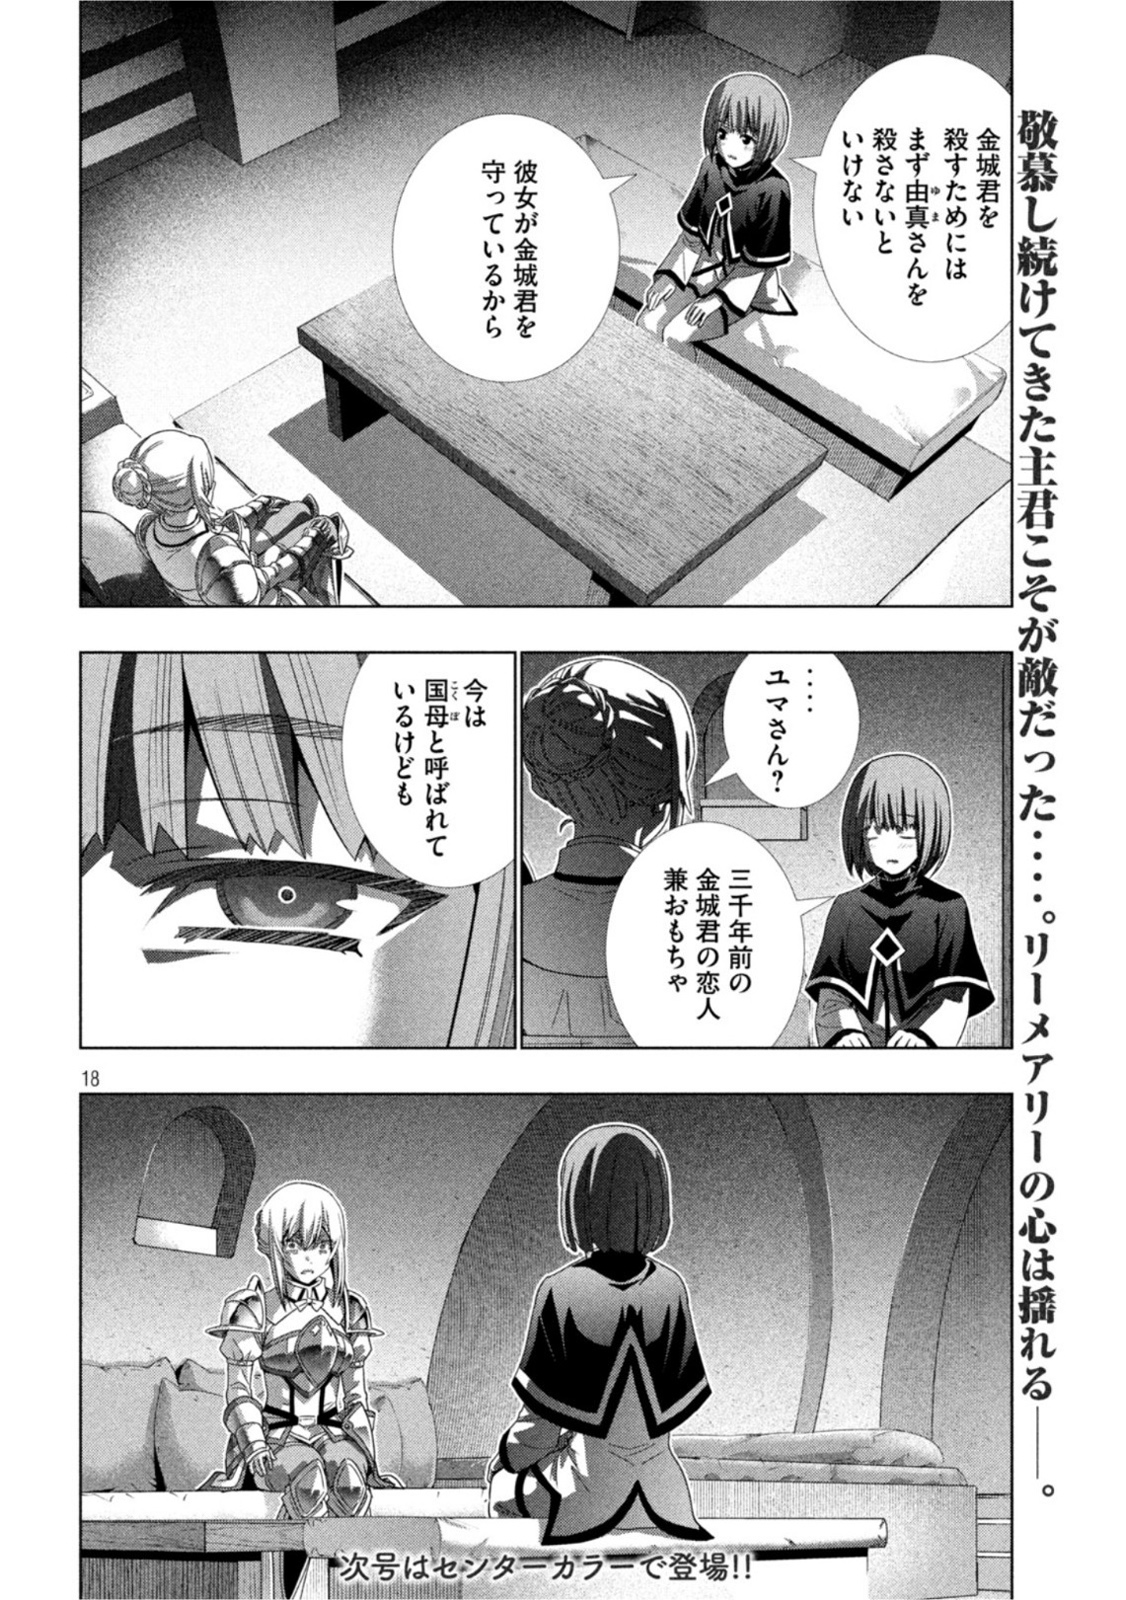 金城君を
殺すためには
まず由真さんを
ゆま
殺さないと
いけない
彼女が金城君を
守っているから
‥‥
ユマさん?
三千年前の
金城君の恋人
兼おもちゃ
今は
国母と呼ばれて
こくぼ
いるけども
18
敬慕し続けてきた主君こそが敵だった‥‥。リーメアリーの心は揺れる――。
次号はセンターカラーで登場!!